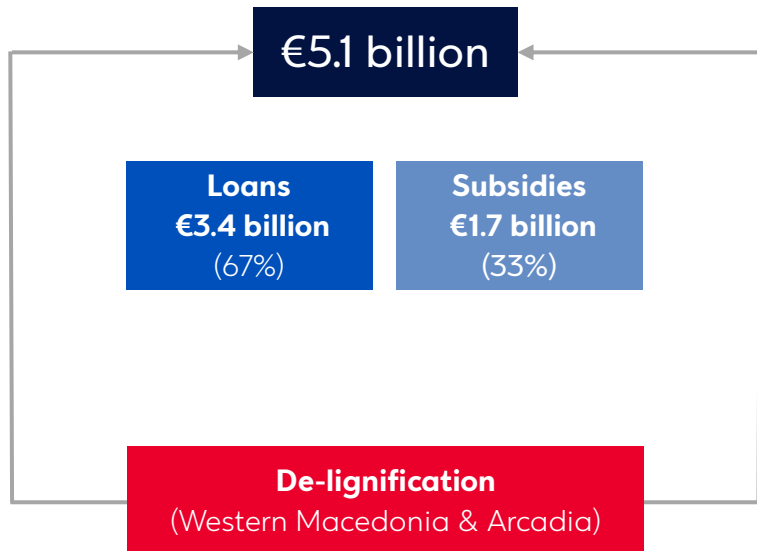 €5.1 billion
Loans
€3.4 billion
(67%)
Subsidies
€1.7 billion
(33%)
De-lignification
(Western Macedonia & Arcadia)